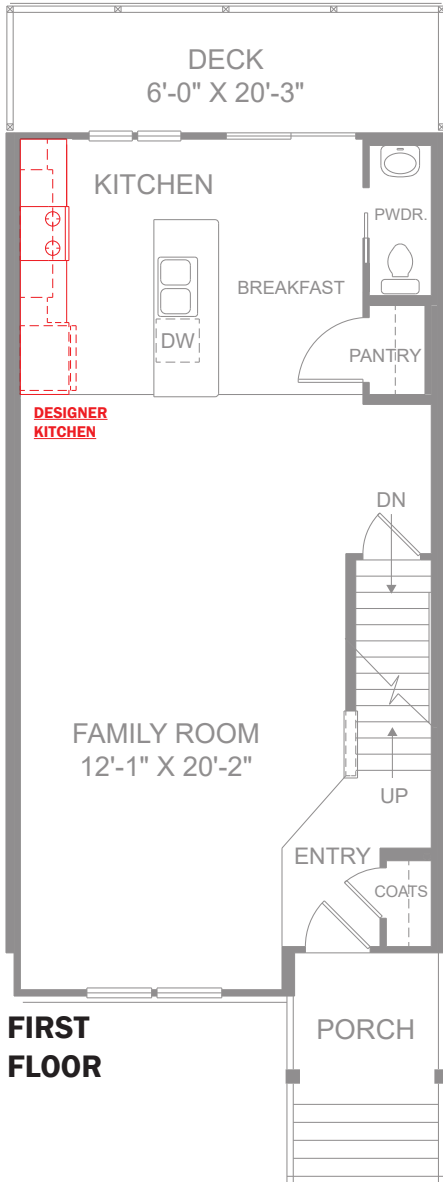 DECK
6'-0" X 20'-3"
KITCHEN
PWDR.
BREAKFAST
DW
PANTRY
DESIGNER
KITCHEN
DN
FAMILY ROOM
12'-1" X 20'-2"
UP
ENTRY
COATS
FIRST
FLOOR
PORCH